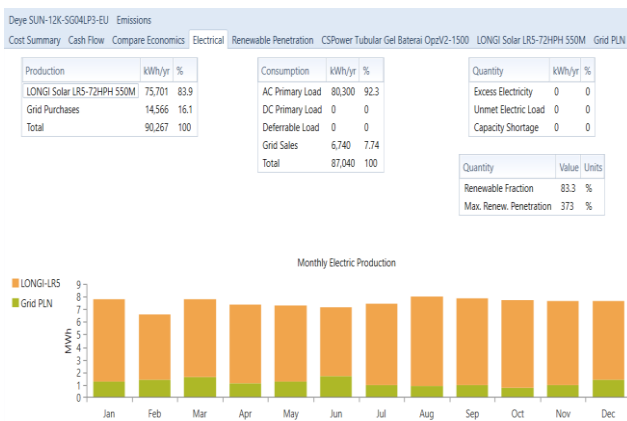 Deye SUN-12K-SG04LP3-EU Emissions
Cost Summary Cash Flow Compare Economics Electrical Renewable Penetration CSPower Tubular Gel Baterai OpzV2-1500 LONGI Solar LR5-72HPH 550M Grid PLN
Production kWh/yr %
LONGI Solar LR5-72HPH 550M 75,701 83.9
Grid Purchases 14,566 16.1
Total 90,267 100
Consumption kWh/yr %
AC Primary Load 80,300 92.3
DC Primary Load 0 0
Deferrable Load 0 0
Grid Sales 6,740 7.74
Total 87,040 100
Quantity kWh/yr %
Excess Electricity 0 0
Unmet Electric Load 0 0
Capacity Shortage 0 0
Quantity Value Units
Renewable Fraction 83.3 %
Max. Renew. Penetration 373 %
Monthly Electric Production
LONGI-LR5
Grid PLN
MWh
9
8
7
6
5
4
3
2
1
0
Jan Feb Mar Apr May Jun Jul Aug Sep Oct Nov Dec